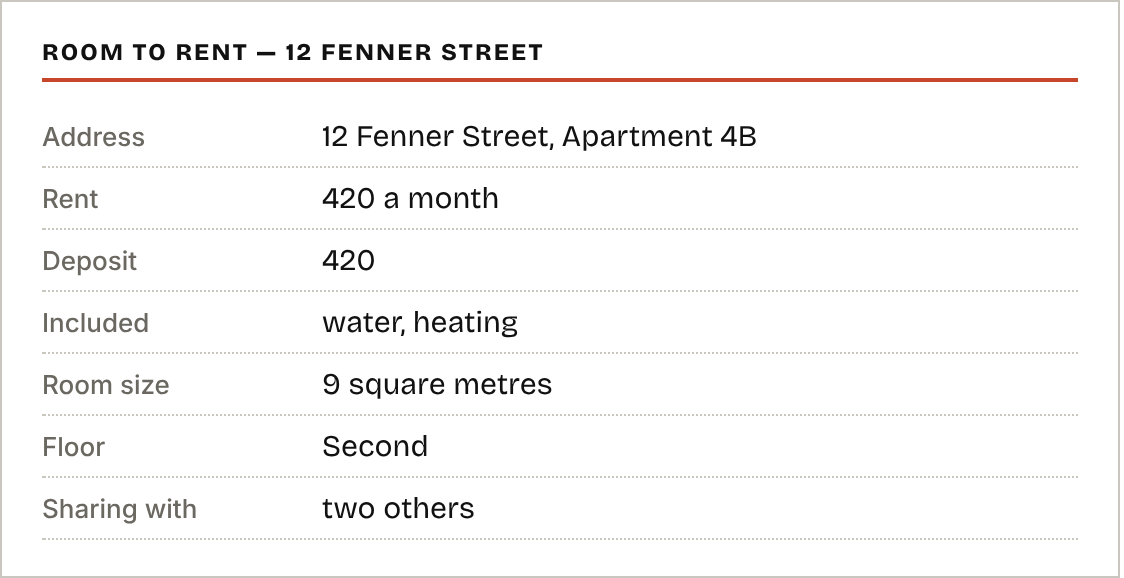 ROOM TO RENT — 12 FENNER STREET
Address 12 Fenner Street, Apartment 4B
Rent 420 a month
Deposit 420
Included water, heating
Room size 9 square metres
Floor Second
Sharing with two others